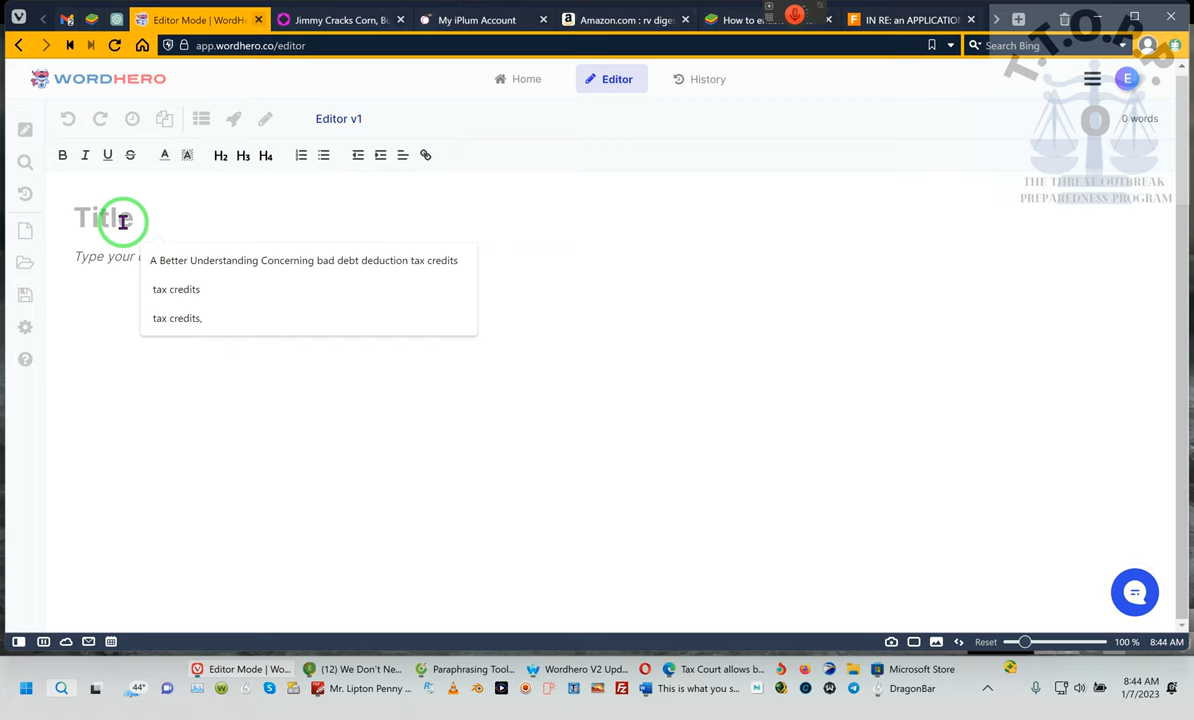 Editor Mode | WordHe
Jimmy Cracks Corn, Bu
My iPlum Account
Amazon.com : rv diges
How to en
IN RE: an APPLICATION
app.wordhero.co/editor
Search Bing
WORDHERO
Home
Editor
History
E
Editor v1
0 words
B I U S A A H2 H3 H4
T.T.O.P.P.
O
THE THREAT OUTBREAK
PREPAREDNESS PROGRAM
Title
Type your
A Better Understanding Concerning bad debt deduction tax credits
tax credits
tax credits,
Reset
100 %
8:44 AM
Editor Mode | Wo...
(12) We Don't Ne...
Paraphrasing Tool...
Wordhero V2 Upd...
Tax Court allows b...
Microsoft Store
44°
Mr. Lipton Penny ...
This is what you s...
DragonBar
8:44 AM
1/7/2023